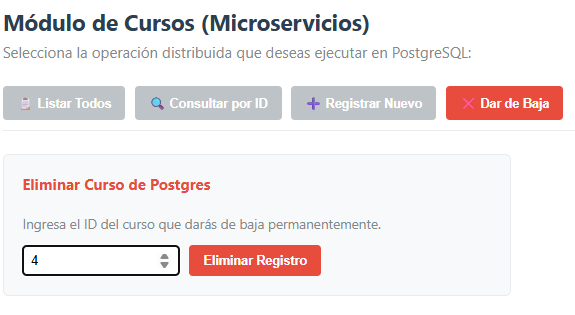 Módulo de Cursos (Microservicios)
Selecciona la operación distribuida que deseas ejecutar en PostgreSQL:
Listar Todos
Consultar por ID
Registrar Nuevo
Dar de Baja
Eliminar Curso de Postgres
Ingresa el ID del curso que darás de baja permanentemente.
4
Eliminar Registro